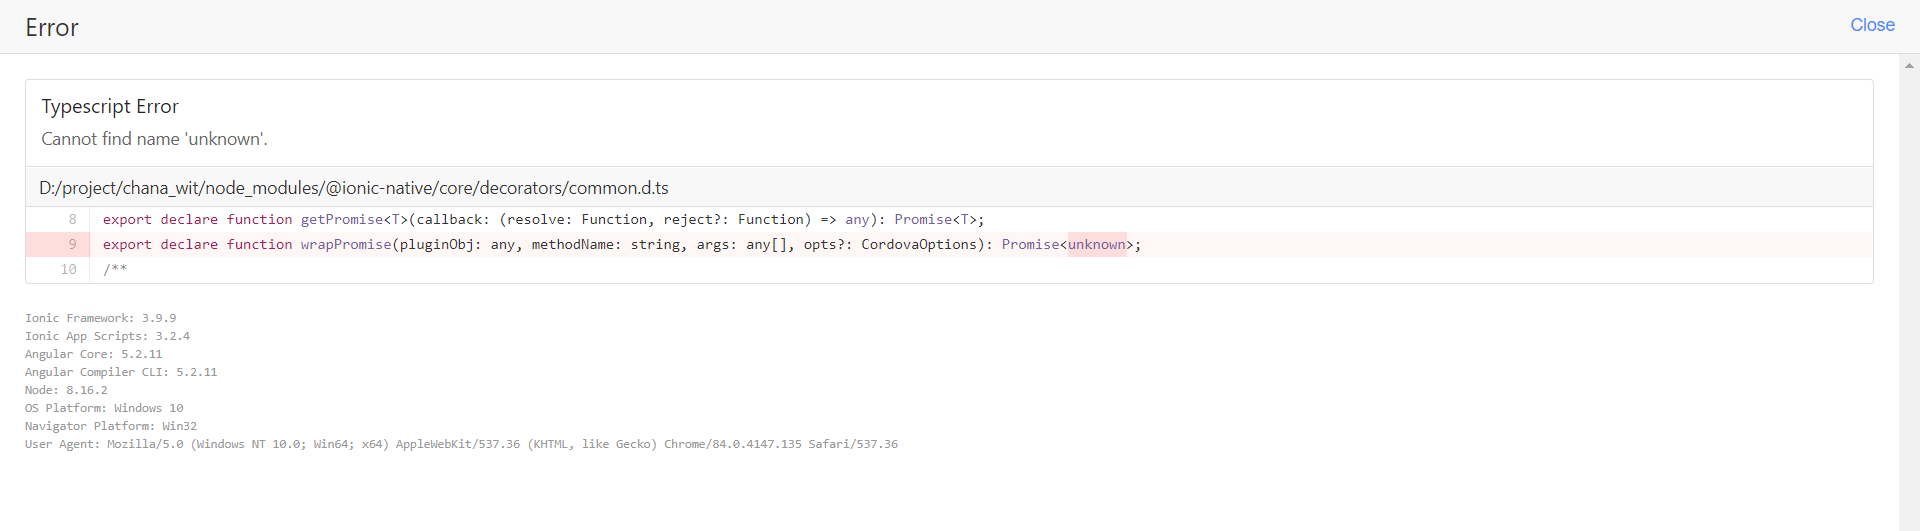 Error
Close
Typescript Error
Cannot find name 'unknown'.
D:/project/chana_wit/node_modules/@ionic-native/core/decorators/common.d.ts
8 export declare function getPromise<T>(callback: (resolve: Function, reject?: Function) => any): Promise<T>;
9 export declare function wrapPromise(pluginObj: any, methodName: string, args: any[], opts?: CordovaOptions): Promise<unknown>;
10 /**
Ionic Framework: 3.9.9
Ionic App Scripts: 3.2.4
Angular Core: 5.2.11
Angular Compiler CLI: 5.2.11
Node: 8.16.2
OS Platform: Windows 10
Navigator Platform: Win32
User Agent: Mozilla/5.0 (Windows NT 10.0; Win64; x64) AppleWebKit/537.36 (KHTML, like Gecko) Chrome/84.0.4147.135 Safari/537.36